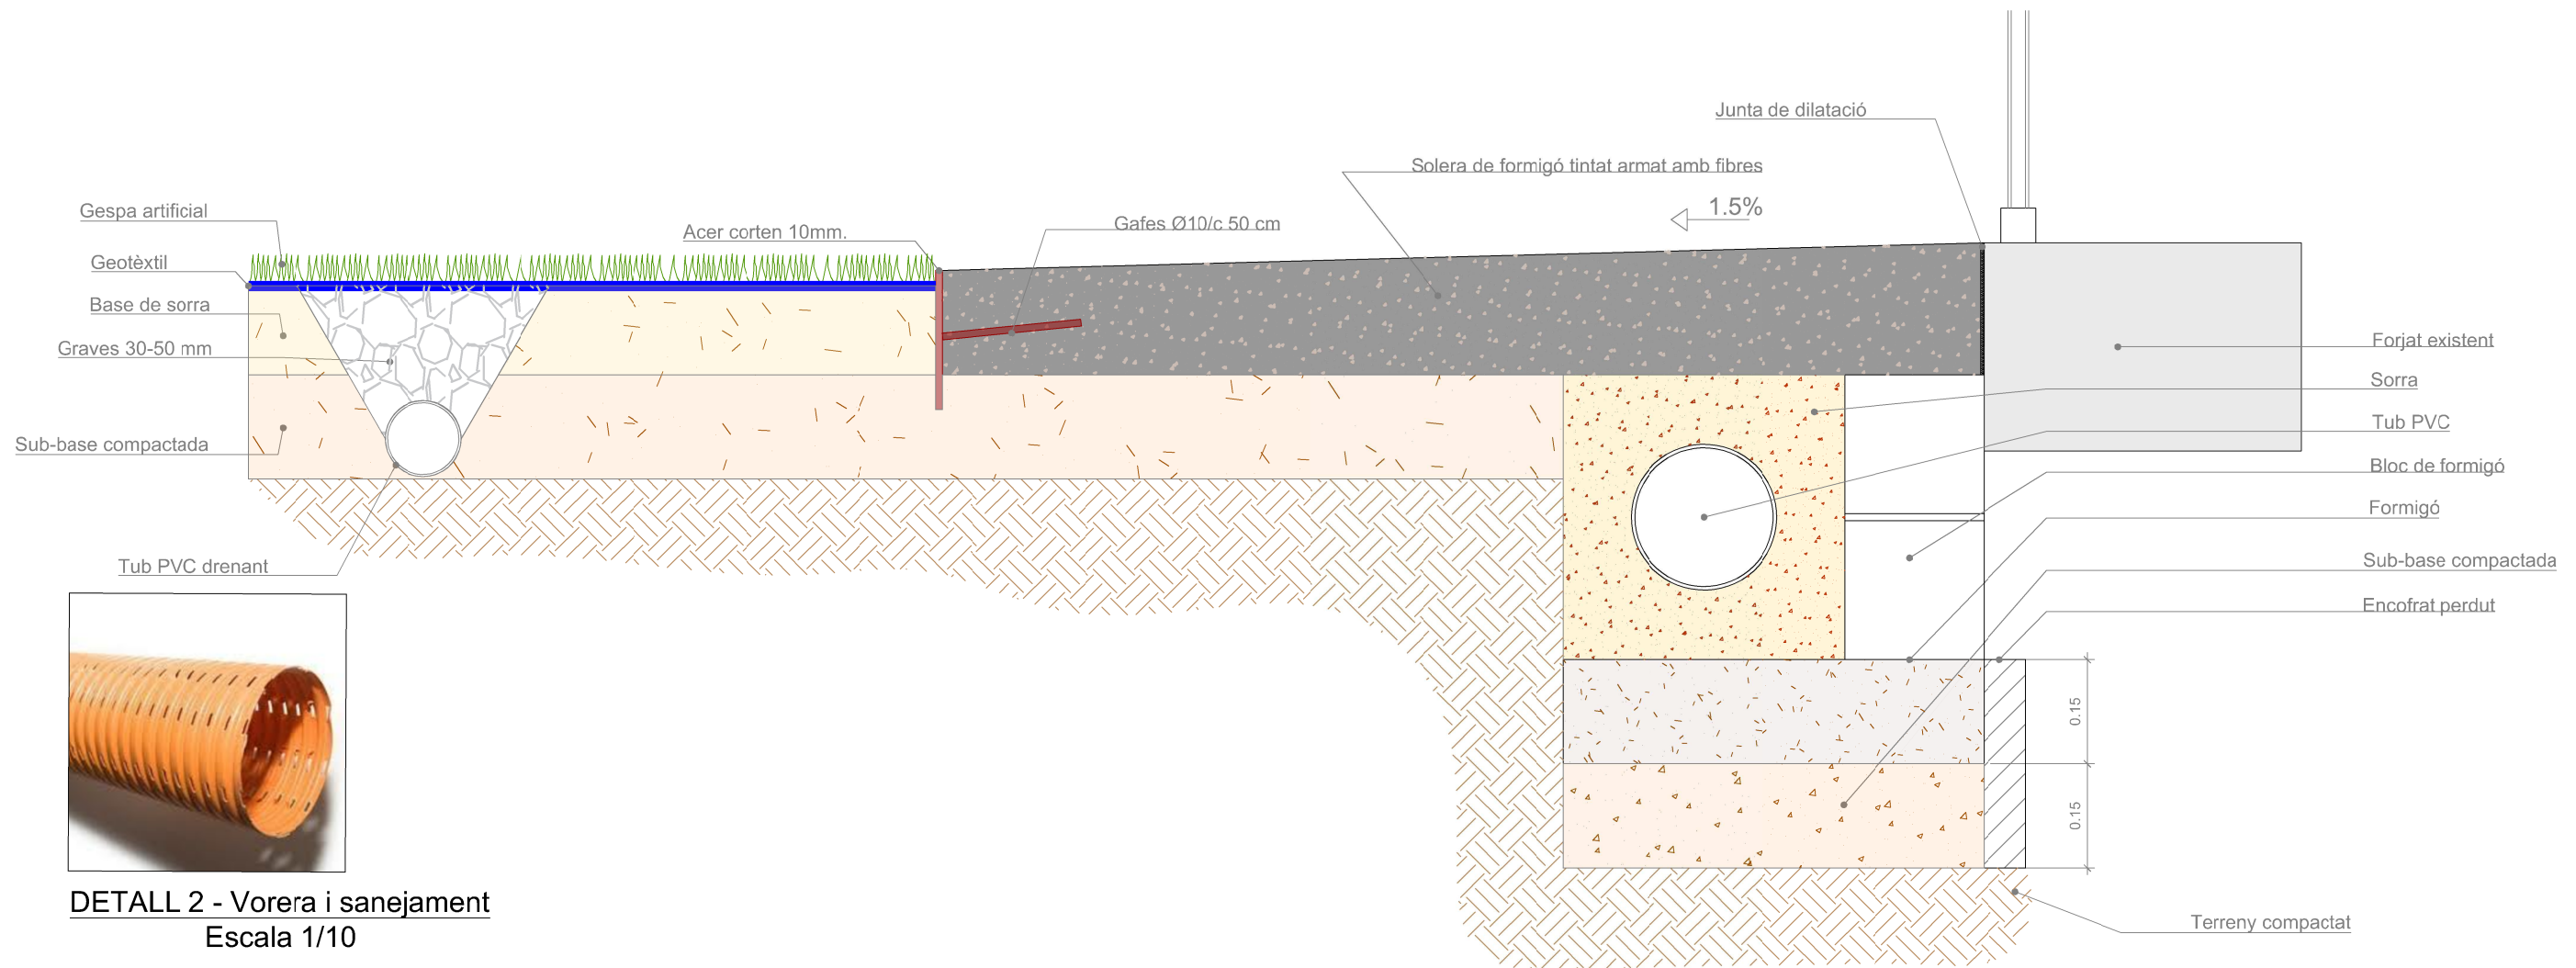 Junta de dilatació
Solera de formigó tintat armat amb fibres
1.5%
Gespa artificial
Acer corten 10mm.
Gafes Ø10/c 50 cm
Geotèxtil
Base de sorra
Graves 30-50 mm
Sub-base compactada
Tub PVC drenant
Forjat existent
Sorra
Tub PVC
Bloc de formigó
Formigó
Sub-base compactada
Encofrat perdut
0.15
0.15
Terreny compactat
DETALL 2 - Vorera i sanejament
Escala 1/10